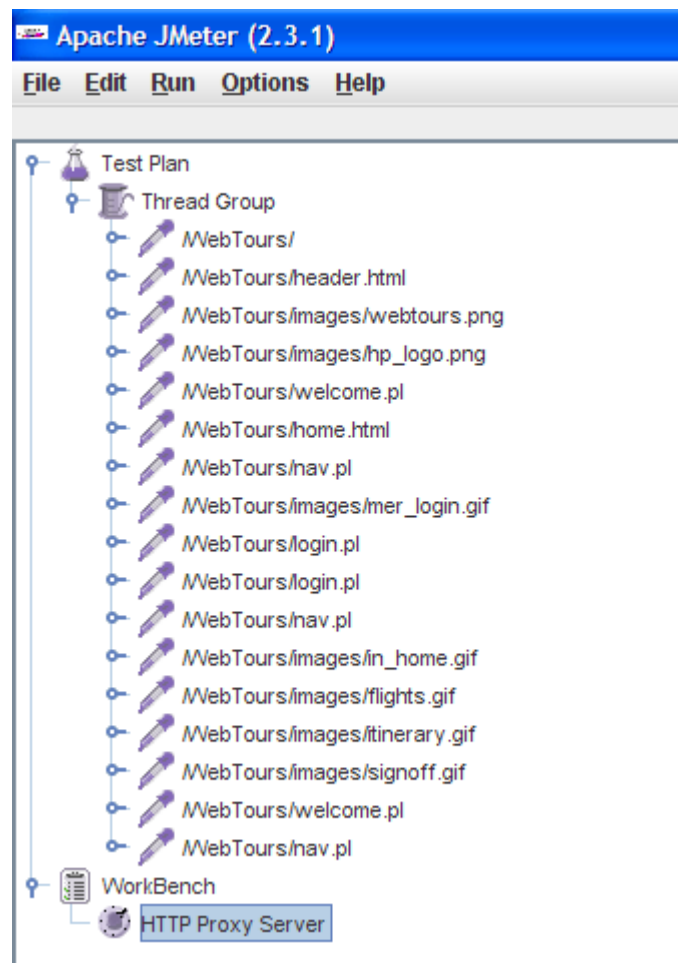 Apache JMeter (2.3.1)
File Edit Run Options Help
Test Plan
Thread Group
/WebTours/
/WebTours/header.html
/WebTours/images/webtours.png
/WebTours/images/hp_logo.png
/WebTours/welcome.pl
/WebTours/home.html
/WebTours/nav.pl
/WebTours/images/mer_login.gif
/WebTours/login.pl
/WebTours/login.pl
/WebTours/nav.pl
/WebTours/images/in_home.gif
/WebTours/images/flights.gif
/WebTours/images/itinerary.gif
/WebTours/images/signoff.gif
/WebTours/welcome.pl
/WebTours/nav.pl
WorkBench
HTTP Proxy Server